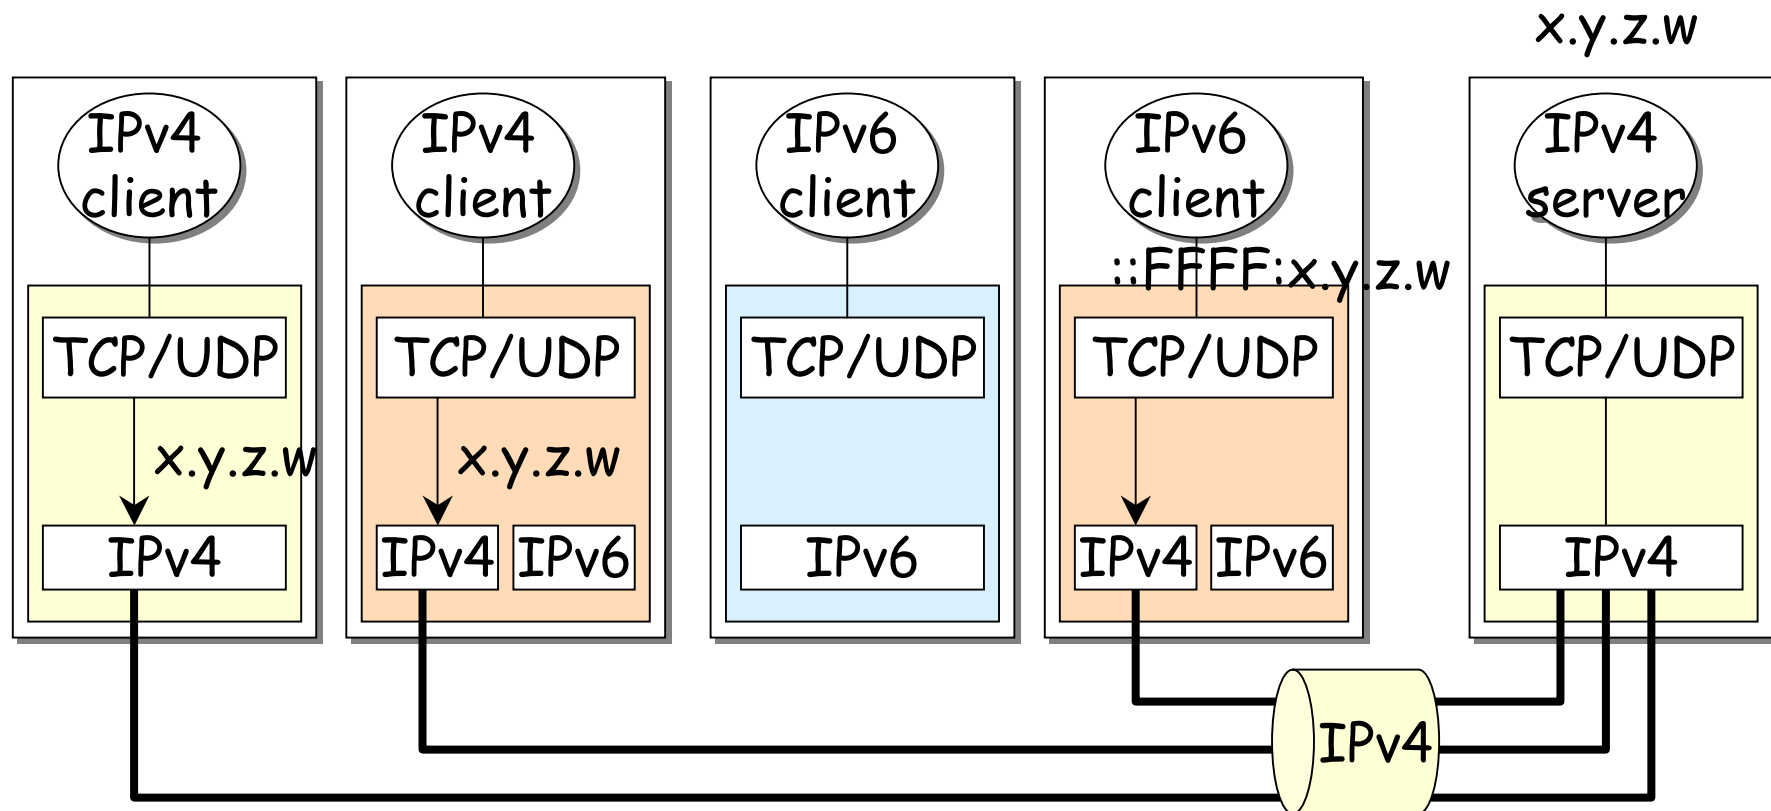 x.y.z.w
IPv4
client
IPv4
client
IPv6
client
IPv6
client
IPv4
server
::FFFF:x.y.z.w
TCP/UDP
TCP/UDP
TCP/UDP
TCP/UDP
TCP/UDP
x.y.z.w
x.y.z.w
IPv4
IPv4
IPv6
IPv6
IPv4
IPv6
IPv4
IPv4